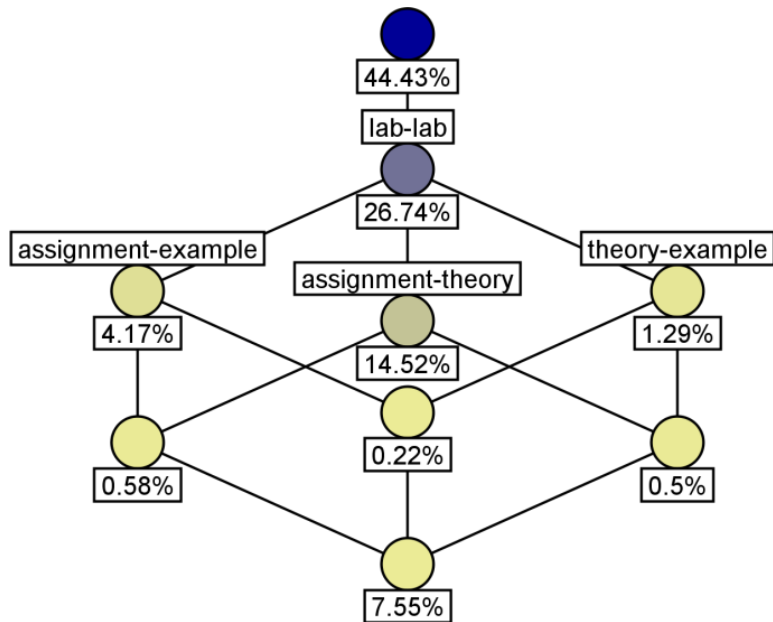 44.43%
lab-lab
26.74%
assignment-example
assignment-theory
theory-example
4.17%
14.52%
1.29%
0.58%
0.22%
0.5%
7.55%